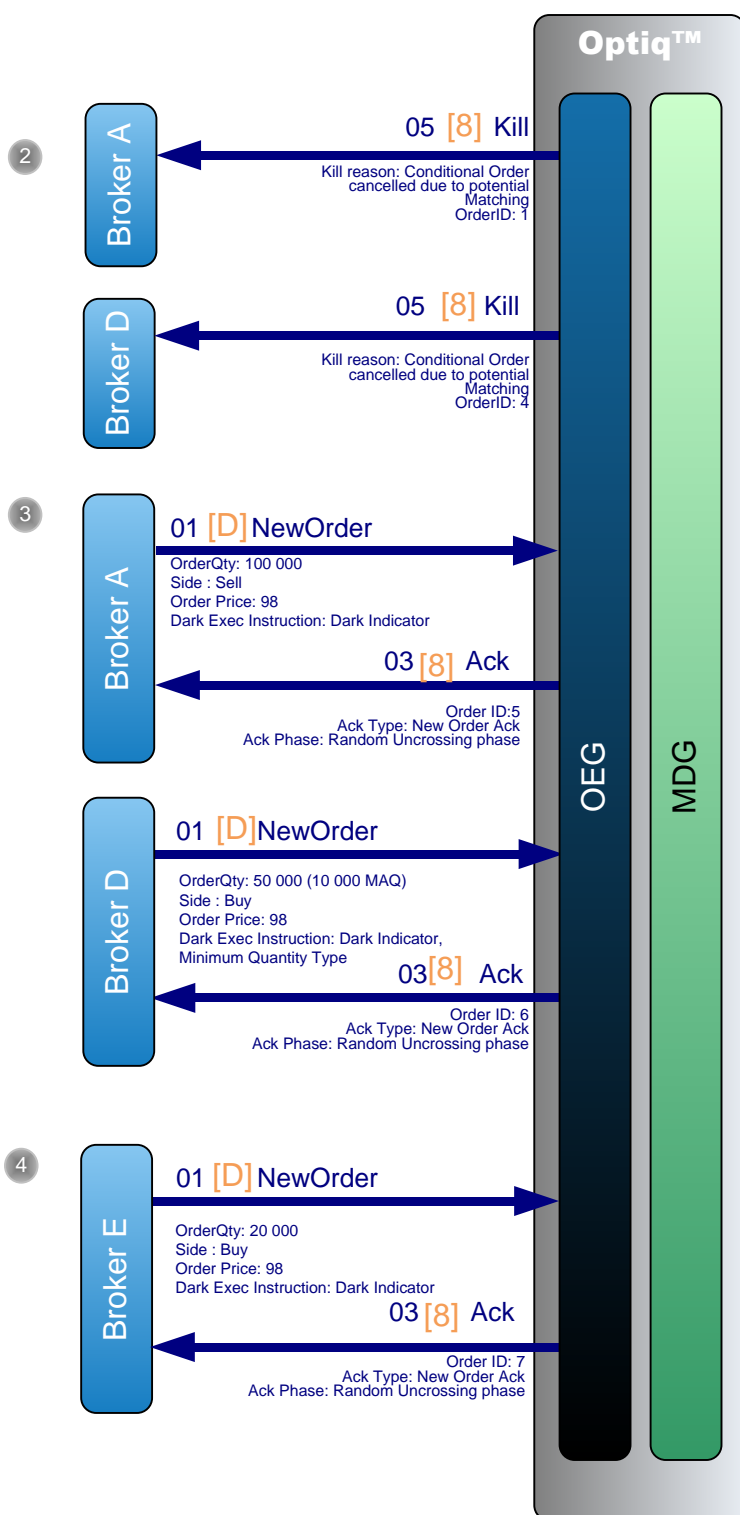 Optiq™
2
Broker A
05 [8] Kill
Kill reason: Conditional Order
cancelled due to potential
Matching
OrderID: 1
Broker D
05 [8] Kill
Kill reason: Conditional Order
cancelled due to potential
Matching
OrderID: 4
3
Broker A
01 [D] NewOrder
OrderQty: 100 000
Side : Sell
Order Price: 98
Dark Exec Instruction: Dark Indicator
03 [8] Ack
Order ID:5
Ack Type: New Order Ack
Ack Phase: Random Uncrossing phase
OEG
MDG
Broker D
01 [D] NewOrder
OrderQty: 50 000 (10 000 MAQ)
Side : Buy
Order Price: 98
Dark Exec Instruction: Dark Indicator,
Minimum Quantity Type
03 [8] Ack
Order ID: 6
Ack Type: New Order Ack
Ack Phase: Random Uncrossing phase
4
Broker E
01 [D] NewOrder
OrderQty: 20 000
Side : Buy
Order Price: 98
Dark Exec Instruction: Dark Indicator
03 [8] Ack
Order ID: 7
Ack Type: New Order Ack
Ack Phase: Random Uncrossing phase